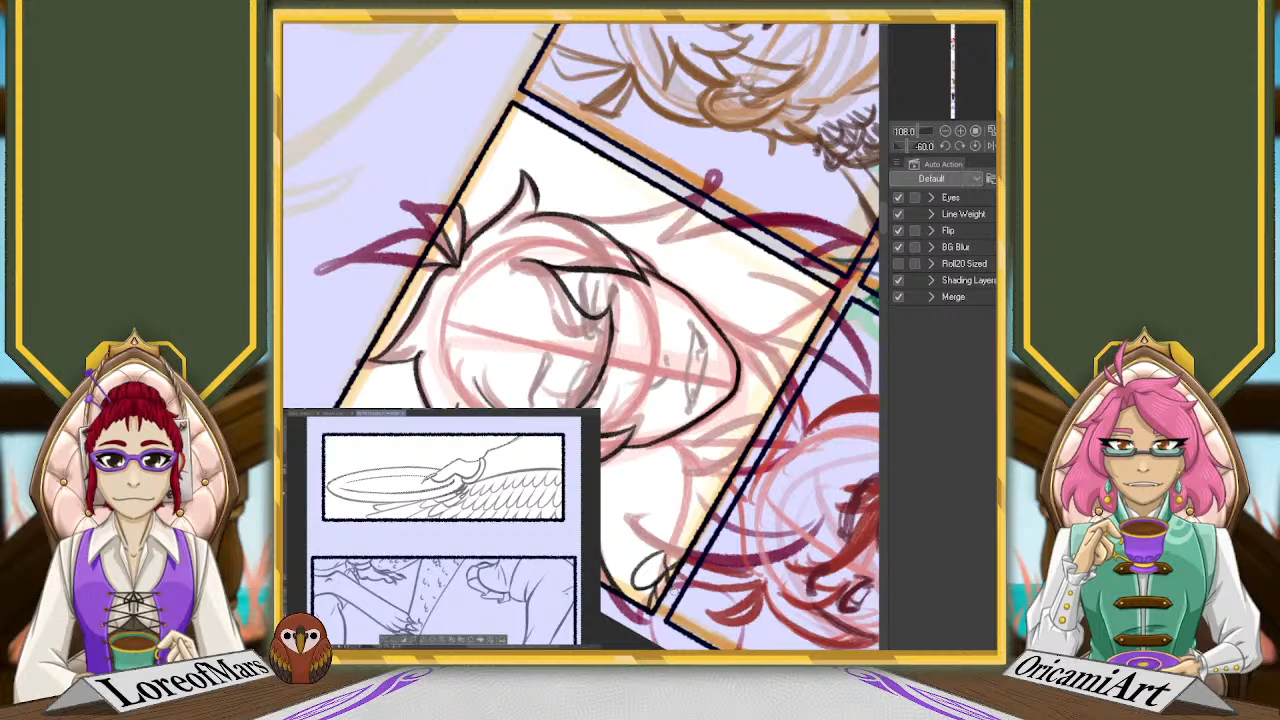 108.0
-60.0
Auto Action
Default
Eyes
Line Weight
Flip
BG Blur
Roll20 Sized
Shading Layers
Merge
LoreofMars
OricamiArt